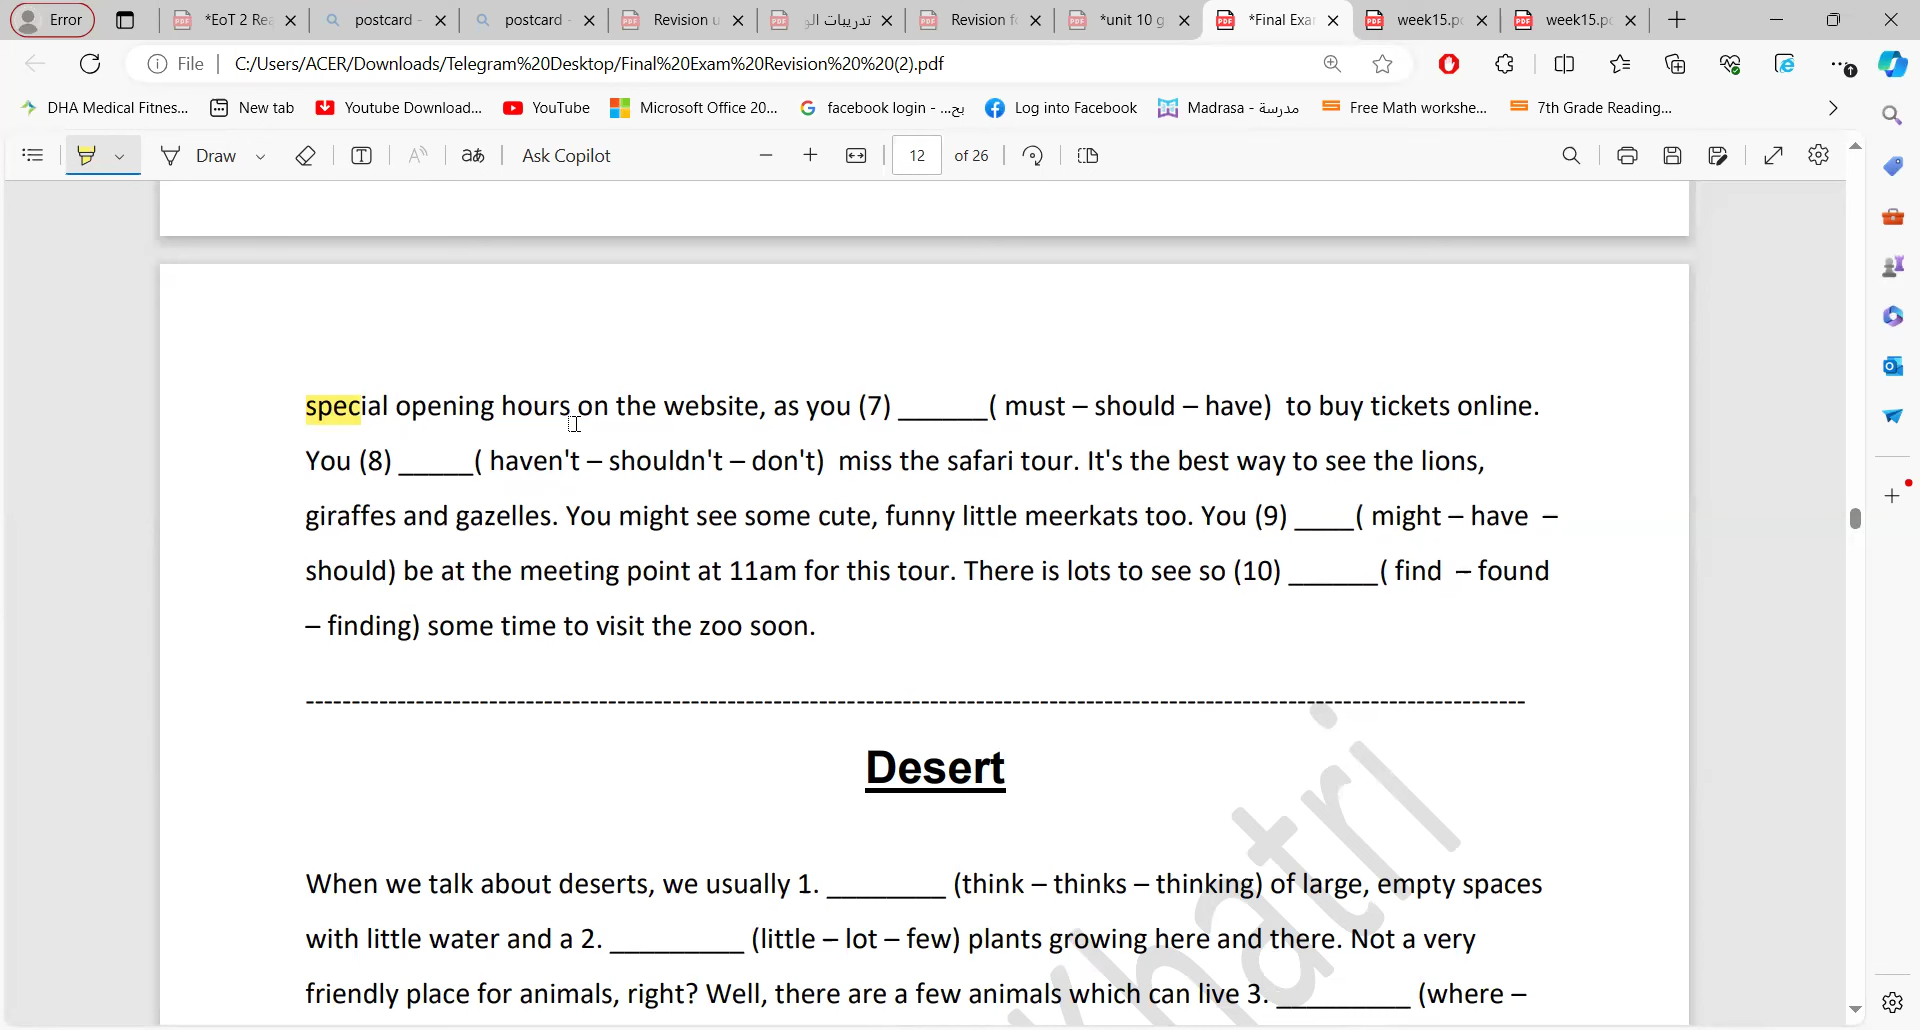 Error
*EoT 2 Re
postcard -
postcard -
Revision u
تدريبات الو
Revision f
*unit 10 g
*Final Exa
week15.p
week15.p
File
C:/Users/ACER/Downloads/Telegram%20Desktop/Final%20Exam%20Revision%20%20(2).pdf
DHA Medical Fitnes...
New tab
Youtube Download...
YouTube
Microsoft Office 20...
facebook login - ...بح
Log into Facebook
Madrasa - مدرسة
Free Math workshe...
7th Grade Reading...
Draw
Ask Copilot
12 of 26
special opening hours on the website, as you (7) ______( must – should – have) to buy tickets online.
You (8) _____( haven't – shouldn't – don't) miss the safari tour. It's the best way to see the lions,
giraffes and gazelles. You might see some cute, funny little meerkats too. You (9) ____( might – have –
should) be at the meeting point at 11am for this tour. There is lots to see so (10) ______( find – found
– finding) some time to visit the zoo soon.
Desert
When we talk about deserts, we usually 1. ________ (think – thinks – thinking) of large, empty spaces
with little water and a 2. _________ (little – lot – few) plants growing here and there. Not a very
friendly place for animals, right? Well, there are a few animals which can live 3. _________ (where –
khatri